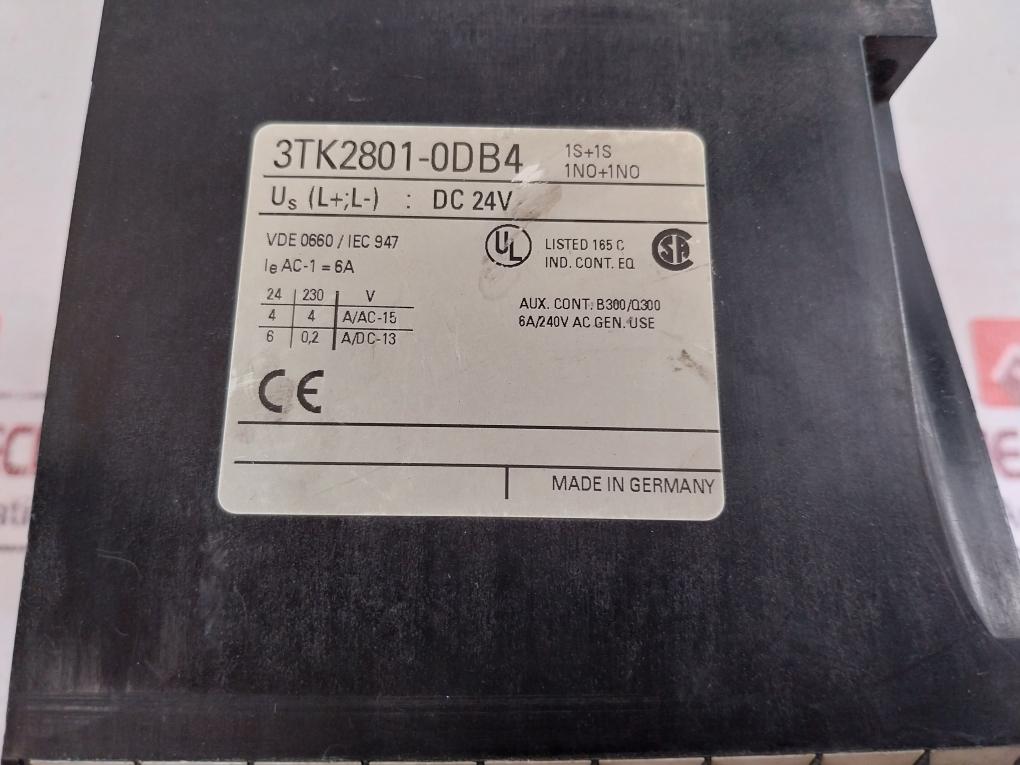 3TK2801-0DB4 1S+1S
1NO+1NO
Us (L+;L-) : DC 24V
VDE 0660 / IEC 947
Ie AC-1 = 6A
UL LISTED 165 C
IND. CONT. EQ
SA
24 230 V
4 4 A/AC-15
6 0,2 A/DC-13
AUX. CONT. B300/Q300
6A/240V AC GEN. USE
CE
MADE IN GERMANY